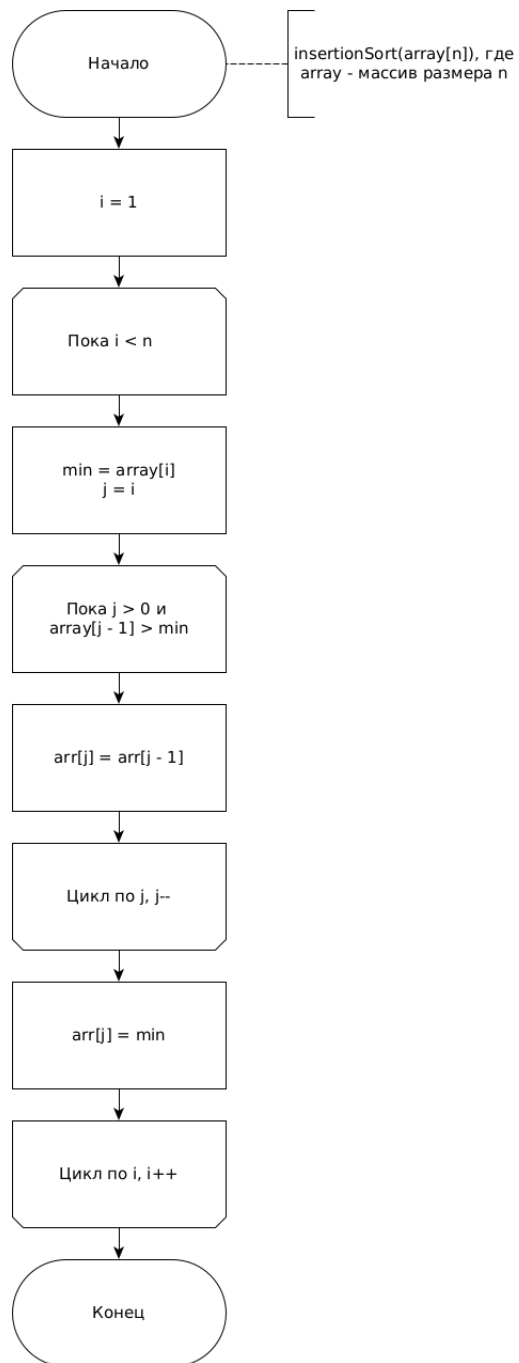 Начало
insertionSort(array[n]), где
array - массив размера n
i = 1
Пока i < n
min = array[i]
j = i
Пока j > 0 и
array[j - 1] > min
arr[j] = arr[j - 1]
Цикл по j, j--
arr[j] = min
Цикл по i, i++
Конец